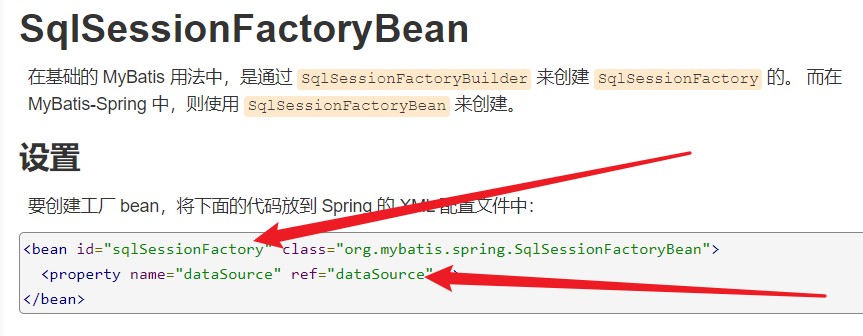 SqlSessionFactoryBean
在基础的 MyBatis 用法中，是通过 SqlSessionFactoryBuilder 来创建 SqlSessionFactory 的。 而在
MyBatis-Spring 中，则使用 SqlSessionFactoryBean 来创建。
设置
要创建工厂 bean，将下面的代码放到 Spring 的 XML 配置文件中：
<bean id="sqlSessionFactory" class="org.mybatis.spring.SqlSessionFactoryBean">
<property name="dataSource" ref="dataSource"
</bean>